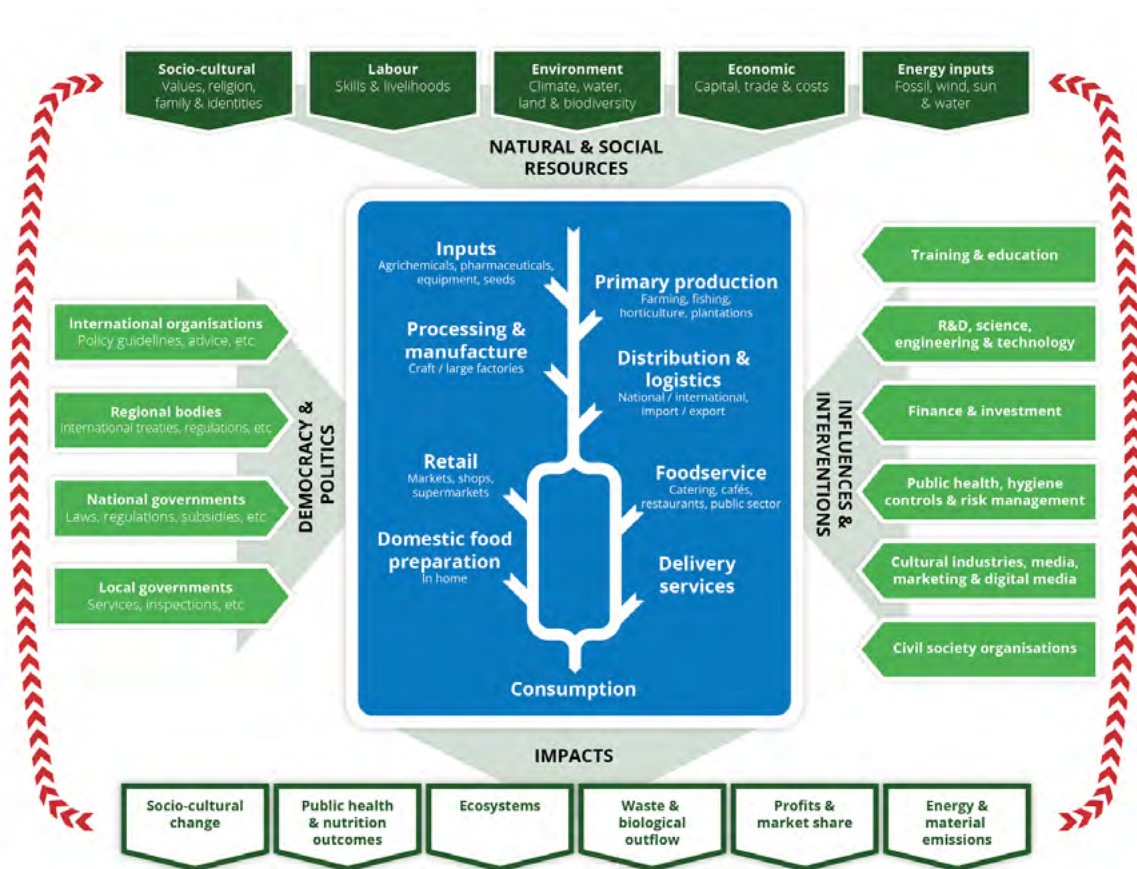 Socio-cultural
Values, religion,
family & identities
Labour
Skills & livelihoods
Environment
Climate, water,
land & biodiversity
Economic
Capital, trade & costs
Energy inputs
Fossil, wind, sun
& water
NATURAL & SOCIAL
RESOURCES
International organisations
Policy guidelines, advice, etc
Regional bodies
International treaties, regulations, etc
National governments
Laws, regulations, subsidies, etc
Local governments
Services, inspections, etc
DEMOCRACY &
POLITICS
Inputs
Agrichemicals, pharmaceuticals,
equipment, seeds
Primary production
Farming, fishing,
horticulture, plantations
Processing &
manufacture
Craft / large factories
Distribution &
logistics
National / international,
import / export
Retail
Markets, shops,
supermarkets
Foodservice
Catering, cafés,
restaurants, public sector
Domestic food
preparation
In home
Delivery
services
Consumption
INFLUENCES &
INTERVENTIONS
Training & education
R&D, science,
engineering & technology
Finance & investment
Public health, hygiene
controls & risk management
Cultural industries, media,
marketing & digital media
Civil society organisations
IMPACTS
Socio-cultural
change
Public health
& nutrition
outcomes
Ecosystems
Waste &
biological
outflow
Profits &
market share
Energy &
material
emissions